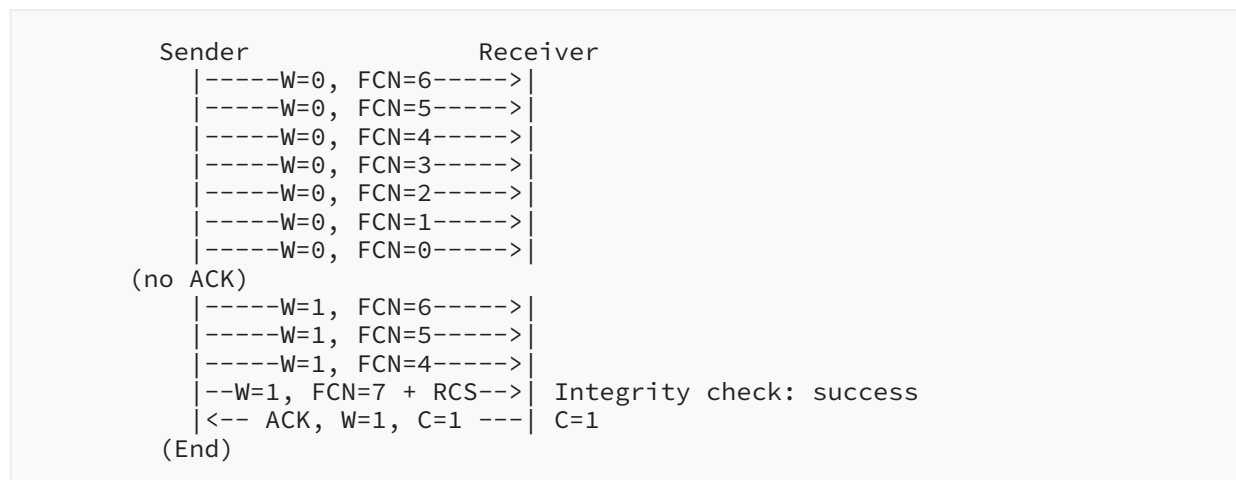 Sender                Receiver
  |-----W=0, FCN=6----->|
  |-----W=0, FCN=5----->|
  |-----W=0, FCN=4----->|
  |-----W=0, FCN=3----->|
  |-----W=0, FCN=2----->|
  |-----W=0, FCN=1----->|
  |-----W=0, FCN=0----->|
(no ACK)
  |-----W=1, FCN=6----->|
  |-----W=1, FCN=5----->|
  |-----W=1, FCN=4----->|
  |--W=1, FCN=7 + RCS-->| Integrity check: success
  |<-- ACK, W=1, C=1 ---| C=1
(End)